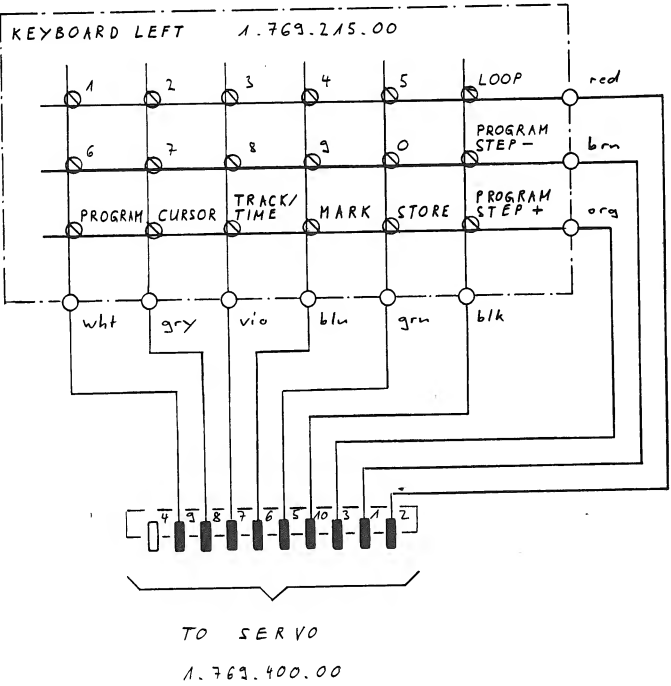 KEYBOARD LEFT 1.769.215.00
1 2 3 4 5 LOOP red
6 7 8 9 0 PROGRAM STEP- brn
PROGRAM CURSOR TRACK/TIME MARK STORE PROGRAM STEP+ org
wht gry vio blu grn blk
4 9 8 7 6 5 10 3 1 2
TO SERVO
1.769.400.00